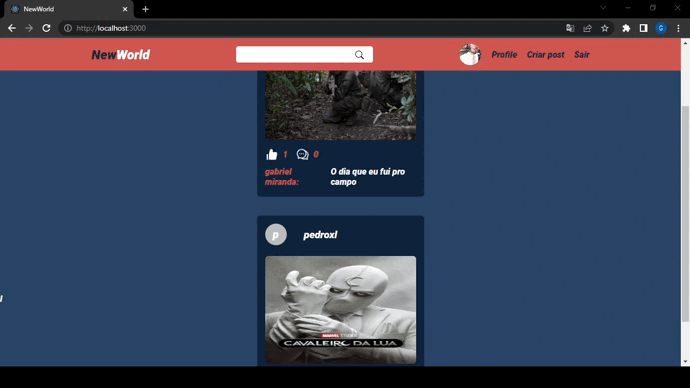 NewWorld
http://localhost:3000
G
NewWorld
Profile
Criar post
Sair
1
0
gabriel
miranda:
O dia que eu fui pro
campo
p
pedroxl
MARVEL STUDIOS
CAVALEIRO DA LUA